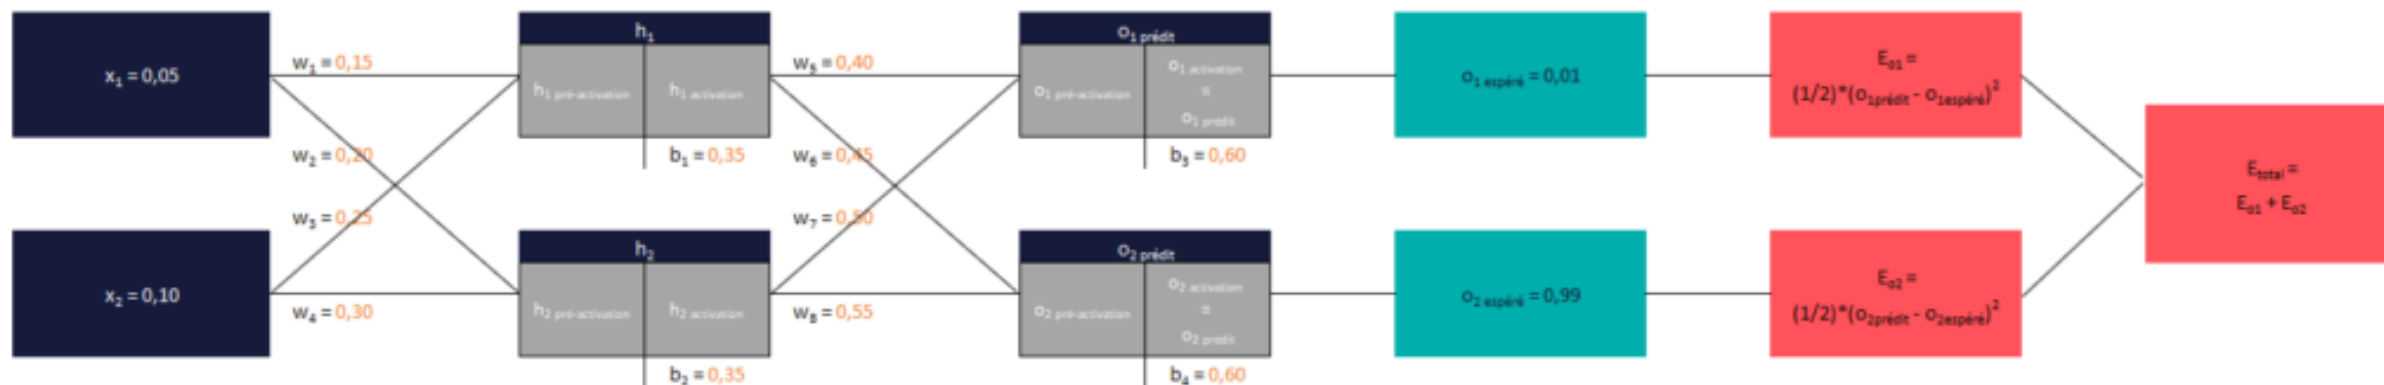 x₁ = 0,05
w₁ = 0,15
w₂ = 0,20
w₃ = 0,25
w₄ = 0,30
x₂ = 0,10
h₁
h₁ pré-activation
h₁ activation
b₁ = 0,35
h₂
h₂ pré-activation
h₂ activation
b₂ = 0,35
w₅ = 0,40
w₆ = 0,45
w₇ = 0,50
w₈ = 0,55
o₁ prédit
o₁ pré-activation
o₁ activation
=
o₁ prédit
b₃ = 0,60
o₂ prédit
o₂ pré-activation
o₂ activation
=
o₂ prédit
b₄ = 0,60
o₁ espéré = 0,01
o₂ espéré = 0,99
Eₒ₁ =
(1/2)*(o₁prédit - o₁espéré)²
Eₒ₂ =
(1/2)*(o₂prédit - o₂espéré)²
Etotal =
Eₒ₁ + Eₒ₂